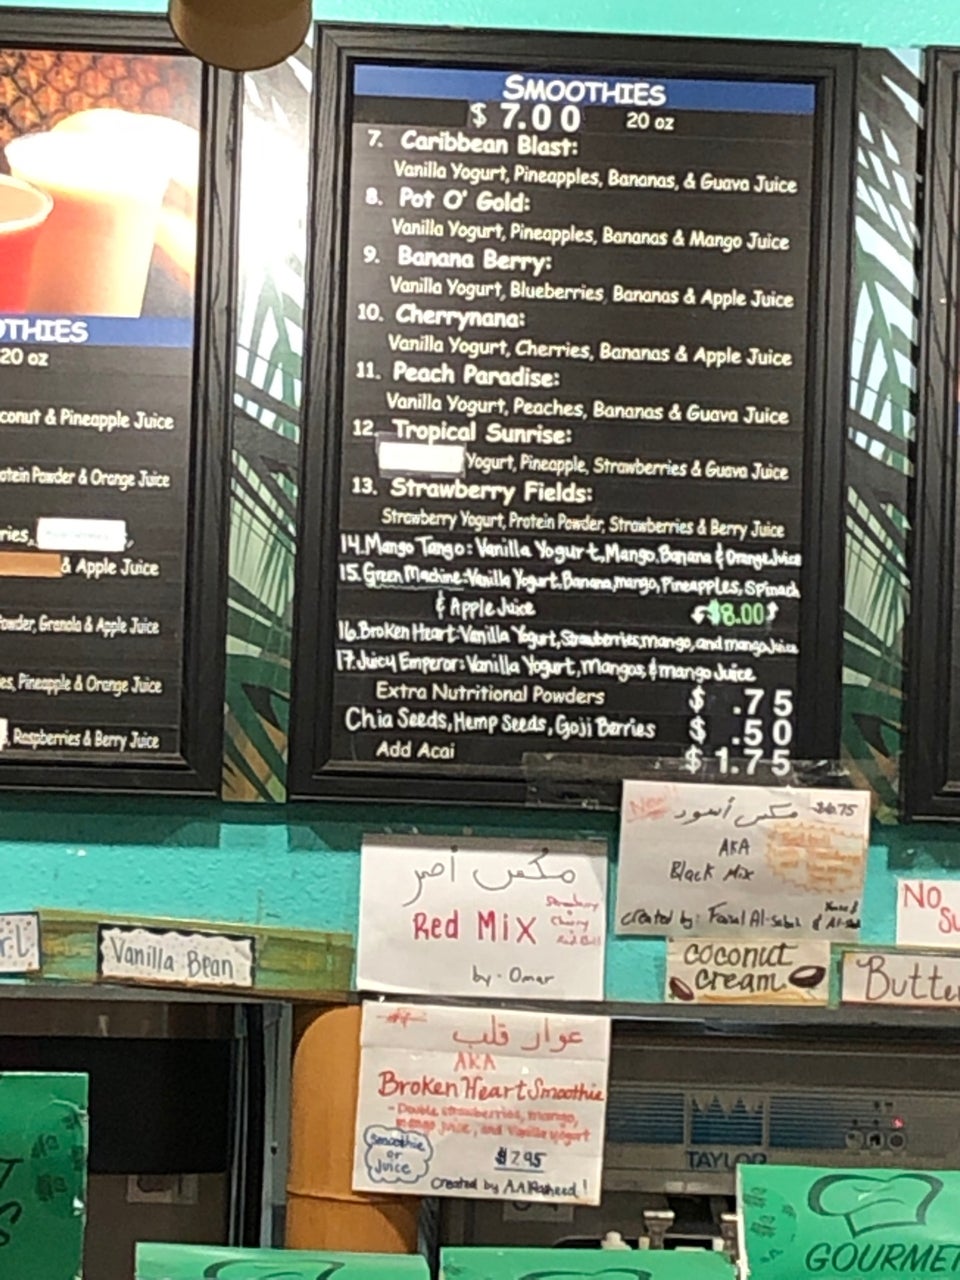 OTHIES
20 oz
conut & Pineapple Juice
otein Powder & Orange Juice
ries,
& Apple Juice
owder, Granola & Apple Juice
es, Pineapple & Orange Juice
, Raspberries & Berry Juice
SMOOTHIES
$ 7.00 20 oz
7. Caribbean Blast:
Vanilla Yogurt, Pineapples, Bananas, & Guava Juice
8. Pot O' Gold:
Vanilla Yogurt, Pineapples, Bananas & Mango Juice
9. Banana Berry:
Vanilla Yogurt, Blueberries, Bananas & Apple Juice
10. Cherrynana:
Vanilla Yogurt, Cherries, Bananas & Apple Juice
11. Peach Paradise:
Vanilla Yogurt, Peaches, Bananas & Guava Juice
12. Tropical Sunrise:
Yogurt, Pineapple, Strawberries & Guava Juice
13. Strawberry Fields:
Strawberry Yogurt, Protein Powder, Strawberries & Berry Juice
14. Mango Tango: Vanilla Yogurt, Mango, Banana & Orange Juice
15. Green Machine: Vanilla Yogurt, Banana, mango, Pineapples, Spinach
& Apple Juice $8.00
16. Broken Heart: Vanilla Yogurt, Strawberries, mango, and mango Juice
17. Juicy Emperor: Vanilla Yogurt, Mangos, & mango Juice
Extra Nutritional Powders $ .75
Chia Seeds, Hemp Seeds, Goji Berries $ .50
Add Acai $ 1.75
New! مكس أسود $6.75
AKA
Black Mix
created by: Faisal Al-Sabah
مكس أحمر
Red Mix
Strawberry
Cherry
Red Bull
by - Omar
Vanilla Bean
coconut
cream
Butte
NO
SU
عوار قلب
AKA
Broken Heart Smoothie
- Double strawberries, mango,
mango juice, and Vanilla yogurt
Smoothie
or
Juice
$7.95
created by A.A Rasheed!
TAYLOR
GOURMET